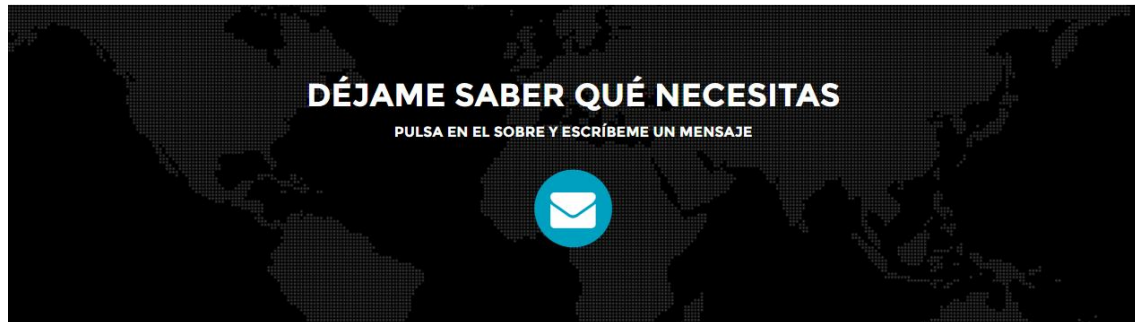 DÉJAME SABER QUÉ NECESITAS
PULSA EN EL SOBRE Y ESCRÍBEME UN MENSAJE